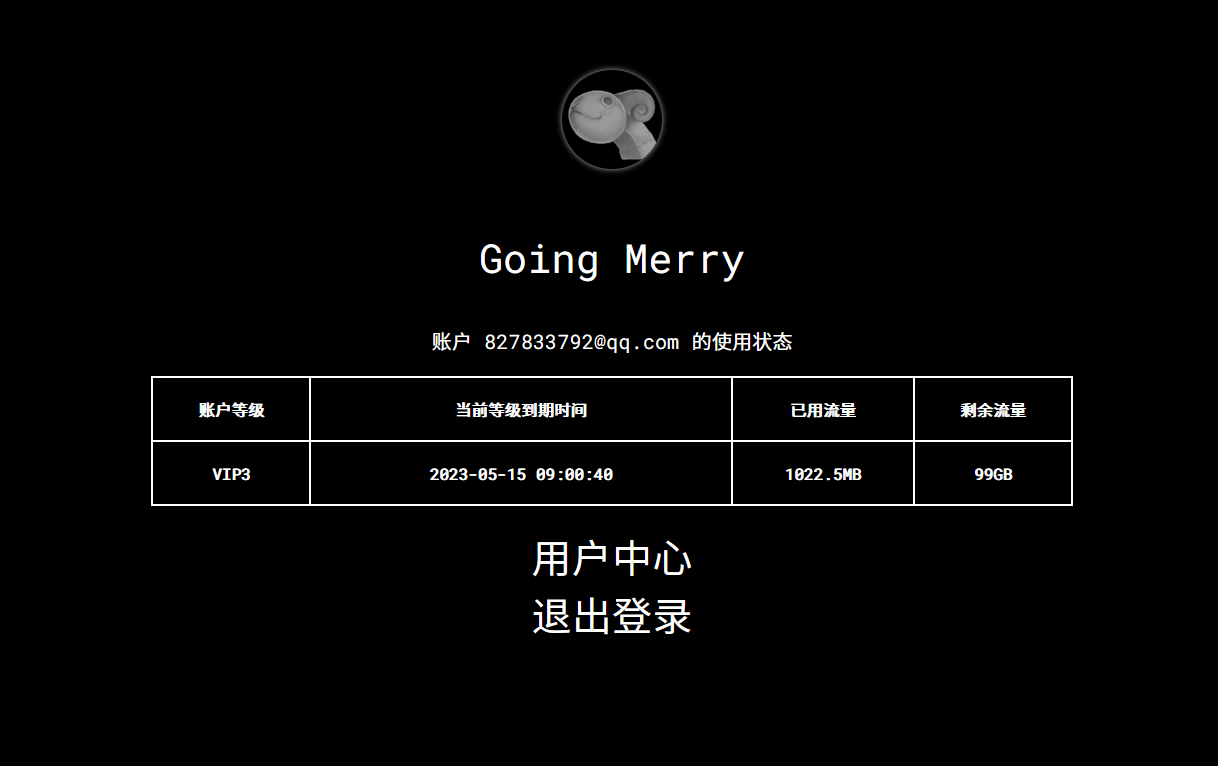 Going Merry
账户 827833792@qq.com 的使用状态
账户等级 当前等级到期时间 已用流量 剩余流量
VIP3 2023-05-15 09:00:40 1022.5MB 99GB
用户中心
退出登录